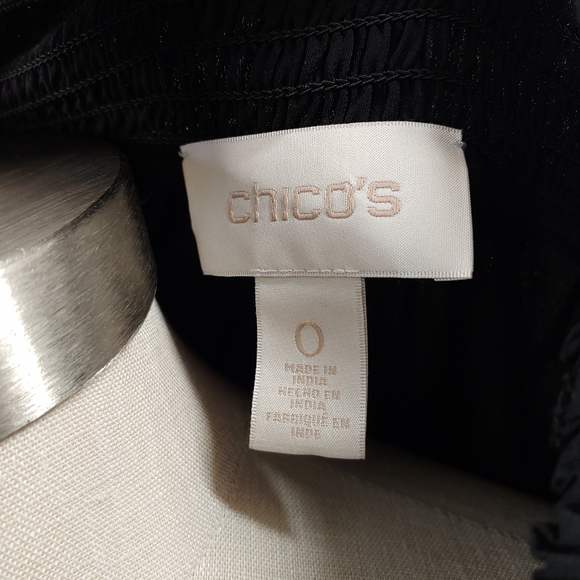 chico's
0
MADE IN
INDIA
HECHO EN
INDIA
FABRIQUÉ EN
INDE